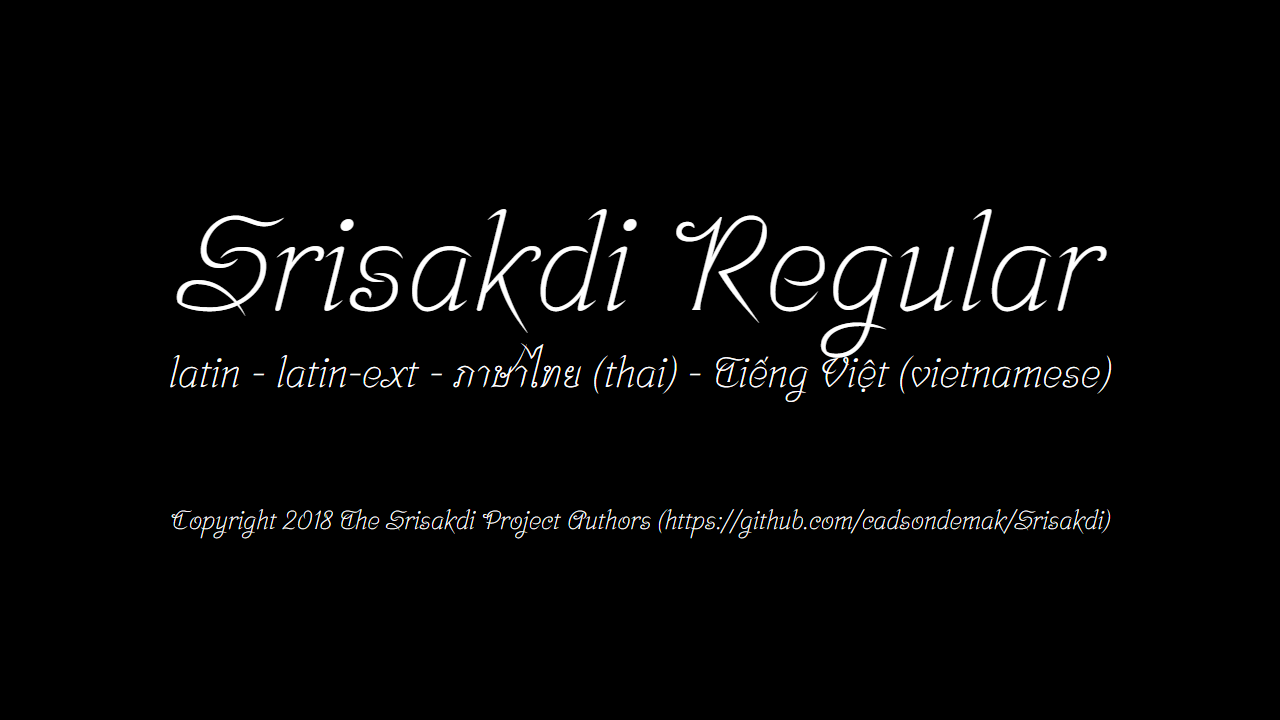 Srisakdi Regular
latin - latin-ext - ภาษาไทย (thai) - Tiếng Việt (vietnamese)
Copyright 2018 The Srisakdi Project Authors (https://github.com/cadsondemak/Srisakdi)